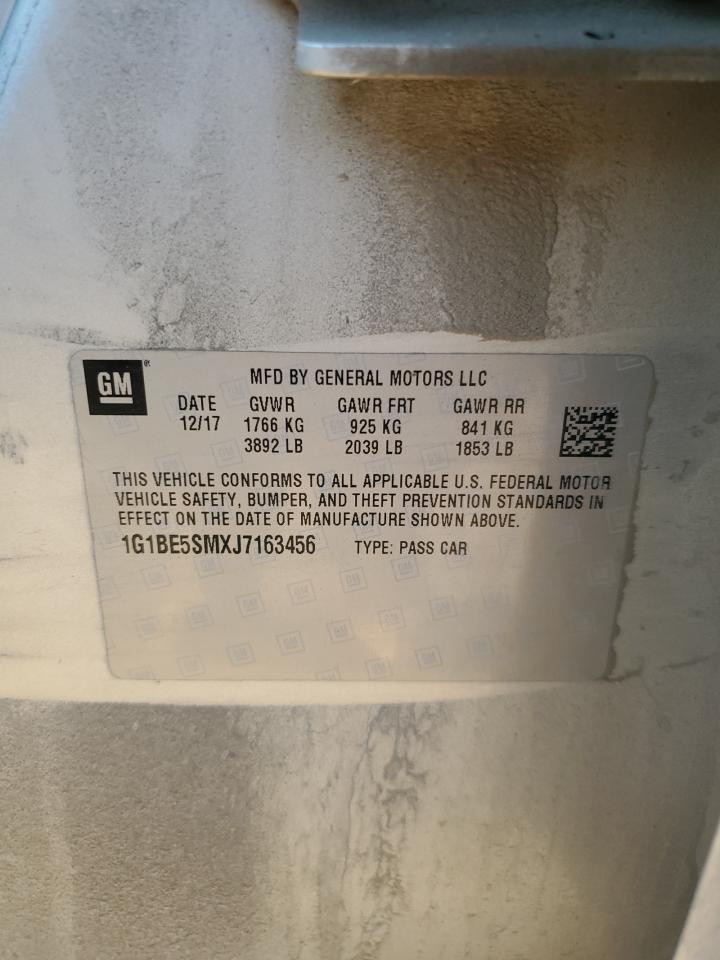 GM ®
MFD BY GENERAL MOTORS LLC
DATE GVWR GAWR FRT GAWR RR
12/17 1766 KG 925 KG 841 KG
3892 LB 2039 LB 1853 LB
THIS VEHICLE CONFORMS TO ALL APPLICABLE U.S. FEDERAL MOTOR
VEHICLE SAFETY, BUMPER, AND THEFT PREVENTION STANDARDS IN
EFFECT ON THE DATE OF MANUFACTURE SHOWN ABOVE.
1G1BE5SMXJ7163456 TYPE: PASS CAR